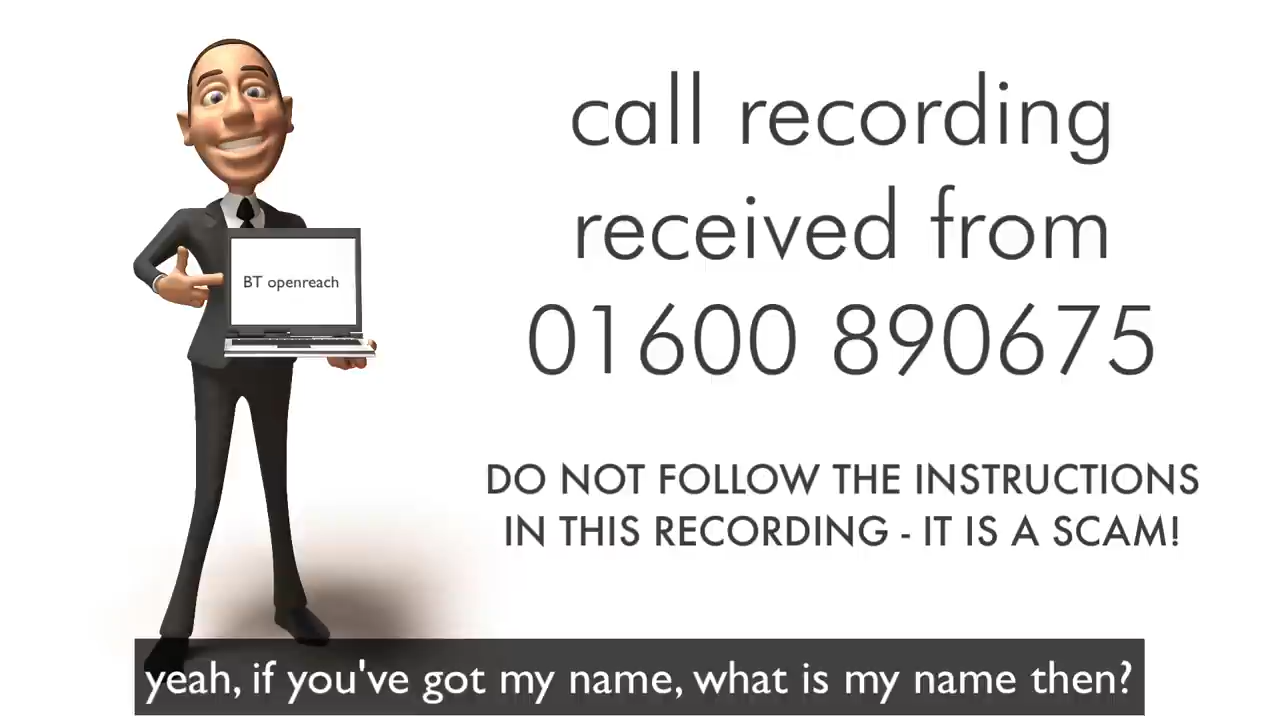 call recording
received from
01600 890675
BT openreach
DO NOT FOLLOW THE INSTRUCTIONS
IN THIS RECORDING - IT IS A SCAM!
yeah, if you've got my name, what is my name then?